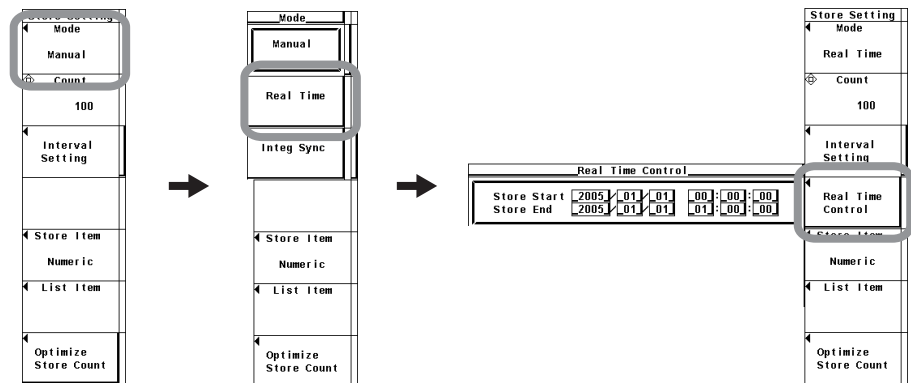 Store Setting
Mode
Manual
Count
100
Interval
Setting
Store Item
Numeric
List Item
Optimize
Store Count
Mode
Manual
Real Time
Integ Sync
Store Item
Numeric
List Item
Optimize
Store Count
Real Time Control
Store Start 2005/01/01 00:00:00
Store End 2005/01/01 01:00:00
Store Setting
Mode
Real Time
Count
100
Interval
Setting
Real Time
Control
Store Item
Numeric
List Item
Optimize
Store Count